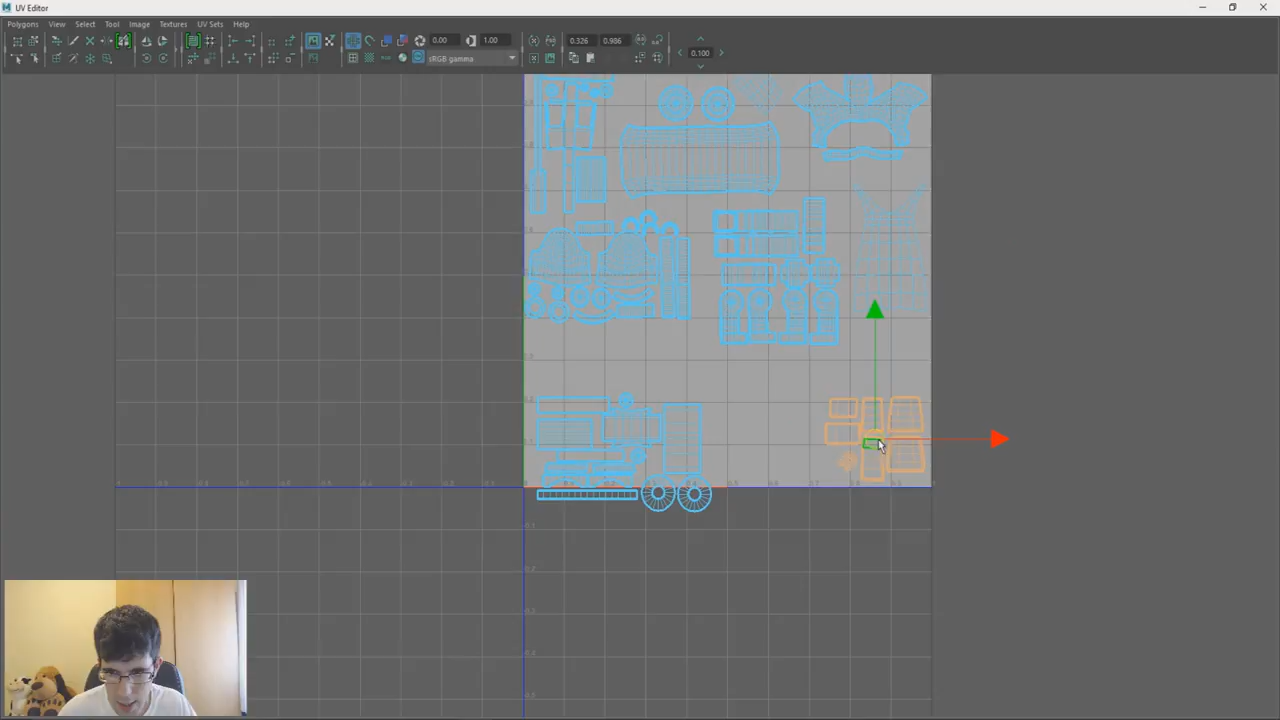 UV Editor
Polygons View Select Tool Image Textures UV Sets Help
0.00 1.00 0.326 0.986
sRGB gamma 0.100